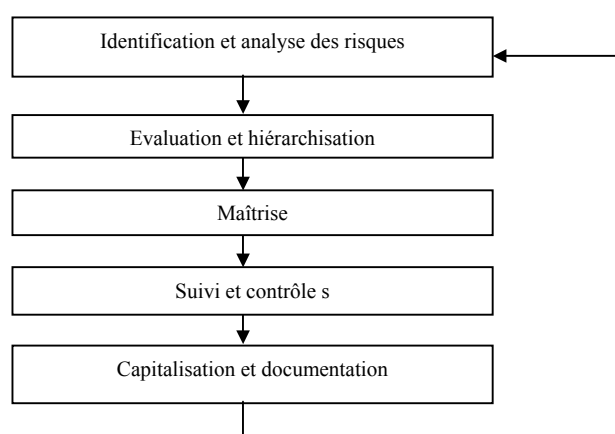 Identification et analyse des risques
Evaluation et hiérarchisation
Maîtrise
Suivi et contrôle s
Capitalisation et documentation